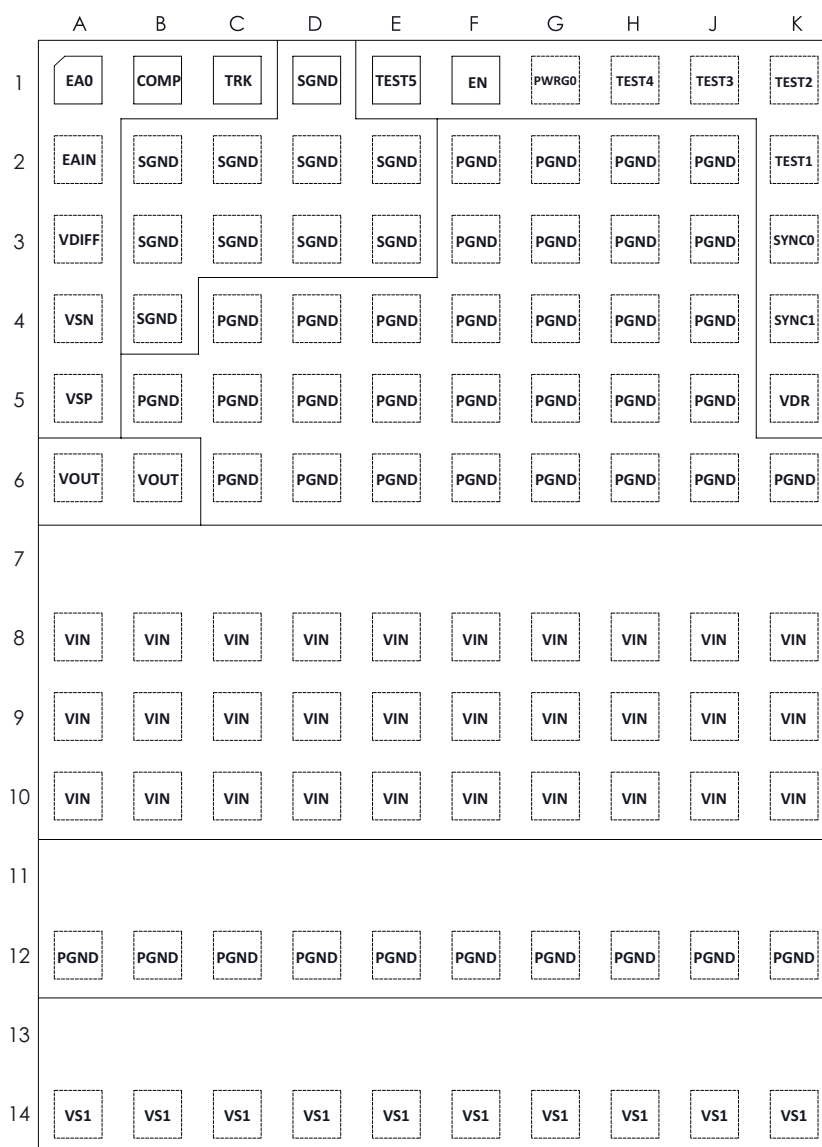 A B C D E F G H J K
1 EA0 COMP TRK SGND TEST5 EN PWRG0 TEST4 TEST3 TEST2
2 EAIN SGND SGND SGND SGND PGND PGND PGND PGND TEST1
3 VDIFF SGND SGND SGND SGND PGND PGND PGND PGND SYNC0
4 VSN SGND PGND PGND PGND PGND PGND PGND PGND SYNC1
5 VSP PGND PGND PGND PGND PGND PGND PGND PGND VDR
6 VOUT VOUT PGND PGND PGND PGND PGND PGND PGND PGND
7
8 VIN VIN VIN VIN VIN VIN VIN VIN VIN VIN
9 VIN VIN VIN VIN VIN VIN VIN VIN VIN VIN
10 VIN VIN VIN VIN VIN VIN VIN VIN VIN VIN
11
12 PGND PGND PGND PGND PGND PGND PGND PGND PGND PGND
13
14 VS1 VS1 VS1 VS1 VS1 VS1 VS1 VS1 VS1 VS1